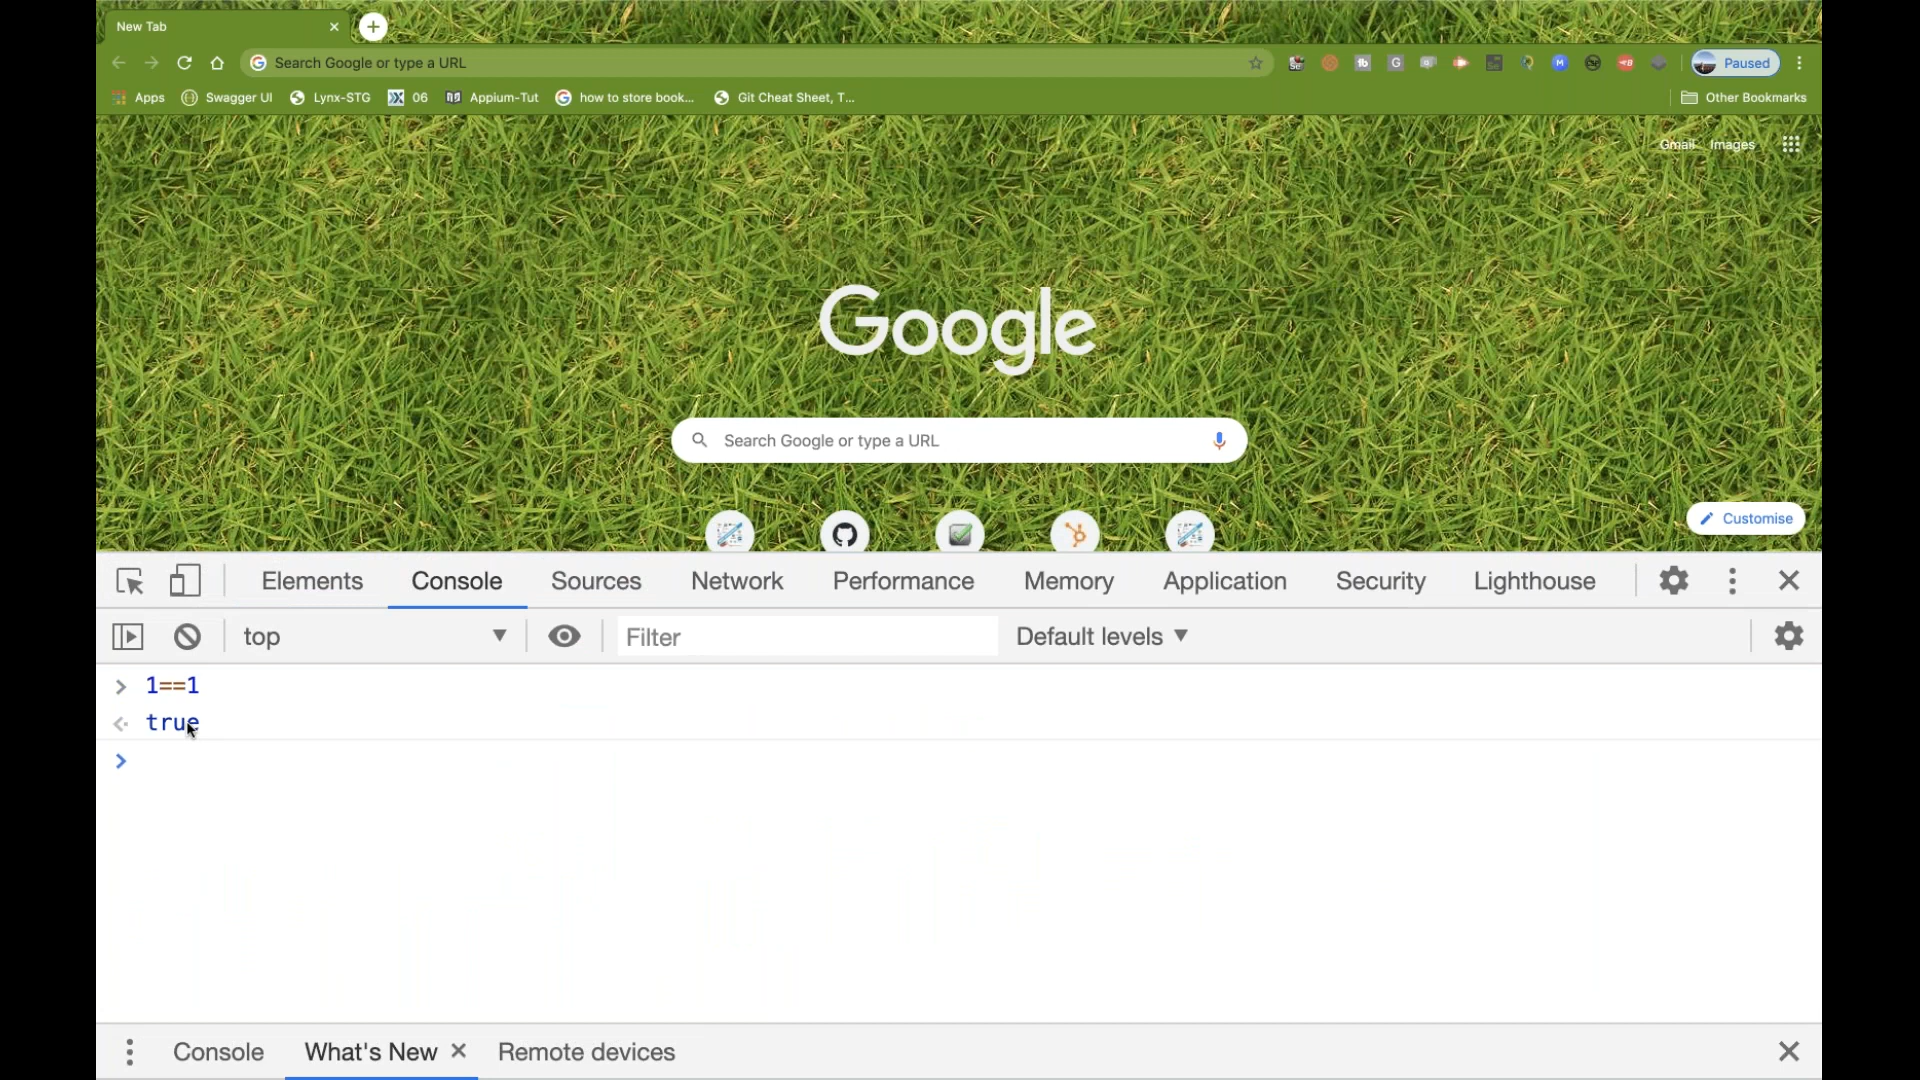 New Tab
Search Google or type a URL
Paused
Apps Swagger UI Lynx-STG 06 Appium-Tut how to store book... Git Cheat Sheet, T... Other Bookmarks
Gmail Images
Google
Search Google or type a URL
Customise
Elements Console Sources Network Performance Memory Application Security Lighthouse
top Filter Default levels
1==1
true
Console What's New Remote devices